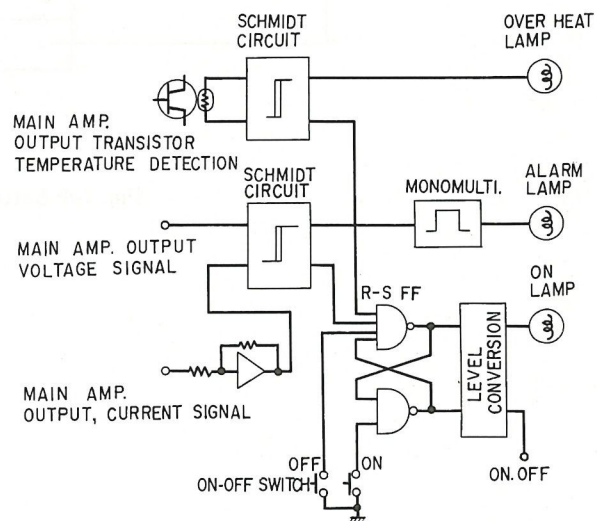 SCHMIDT
CIRCUIT
OVER HEAT
LAMP
MAIN AMP.
OUTPUT TRANSISTOR
TEMPERATURE DETECTION
SCHMIDT
CIRCUIT
MONOMULTI.
ALARM
LAMP
MAIN AMP. OUTPUT
VOLTAGE SIGNAL
ON
LAMP
R-S FF
LEVEL
CONVERSION
MAIN AMP.
OUTPUT, CURRENT SIGNAL
OFF
ON
ON-OFF SWITCH
ON. OFF